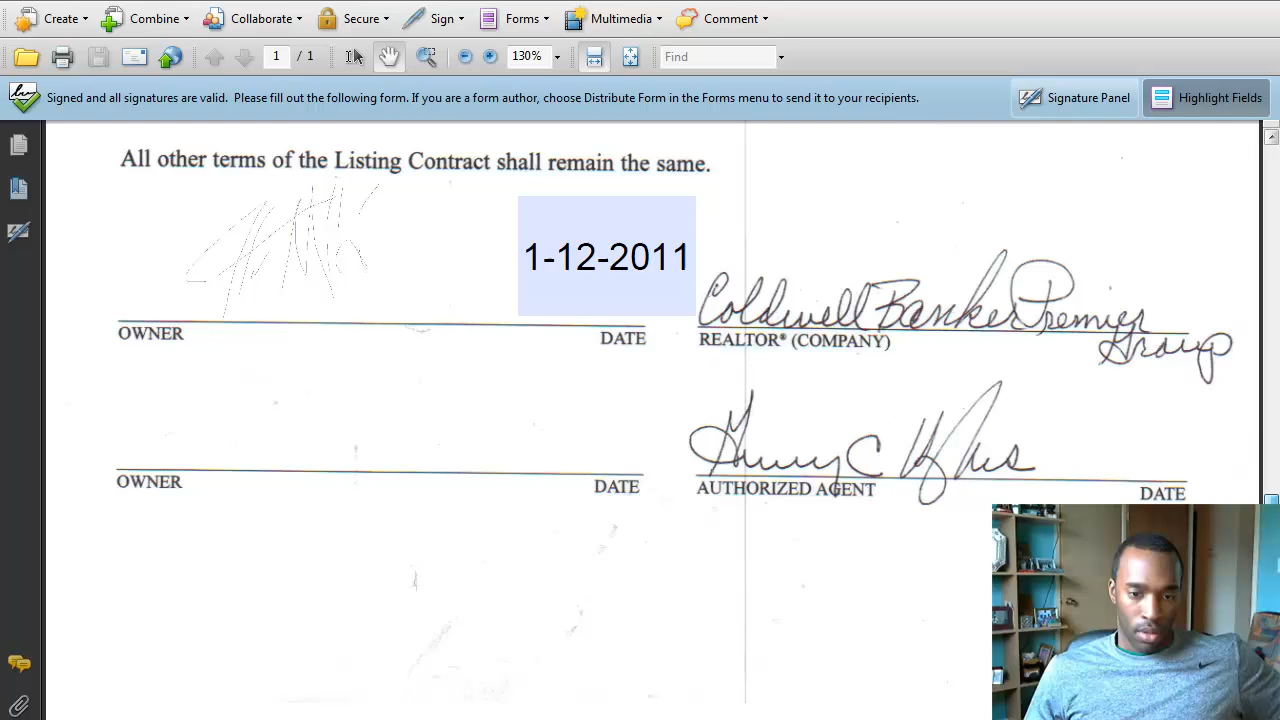 Create Combine Collaborate Secure Sign Forms Multimedia Comment
1 / 1 130% Find
Signed and all signatures are valid. Please fill out the following form. If you are a form author, choose Distribute Form in the Forms menu to send it to your recipients. Signature Panel Highlight Fields
All other terms of the Listing Contract shall remain the same.
1-12-2011
Coldwell Banker Premier
Group
OWNER DATE
REALTOR® (COMPANY)
OWNER DATE
AUTHORIZED AGENT DATE